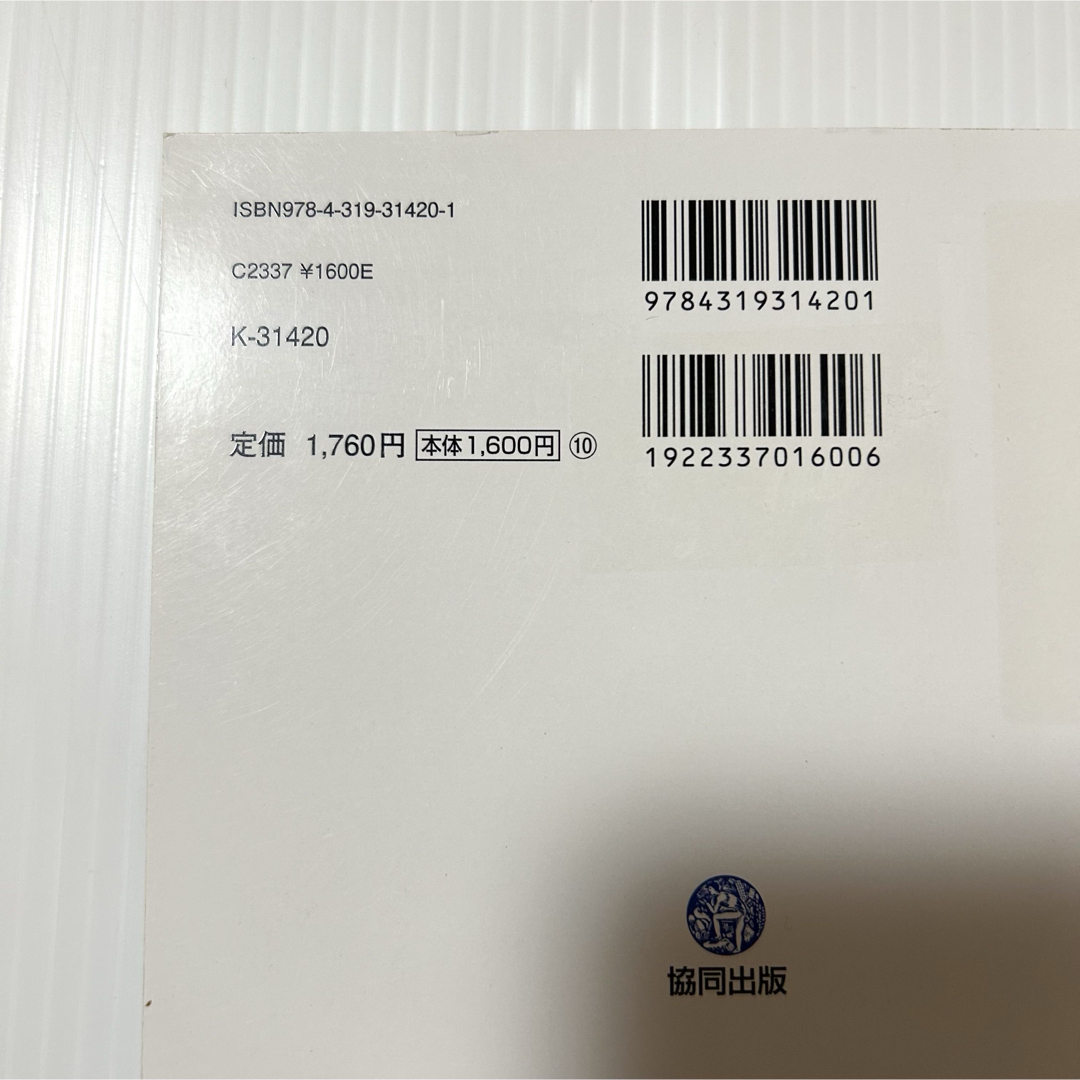 ISBN978-4-319-31420-1
C2337 ¥1600E
K-31420
定価 1,760円 本体1,600円 ⑩
9784319314201
1922337016006
協同出版